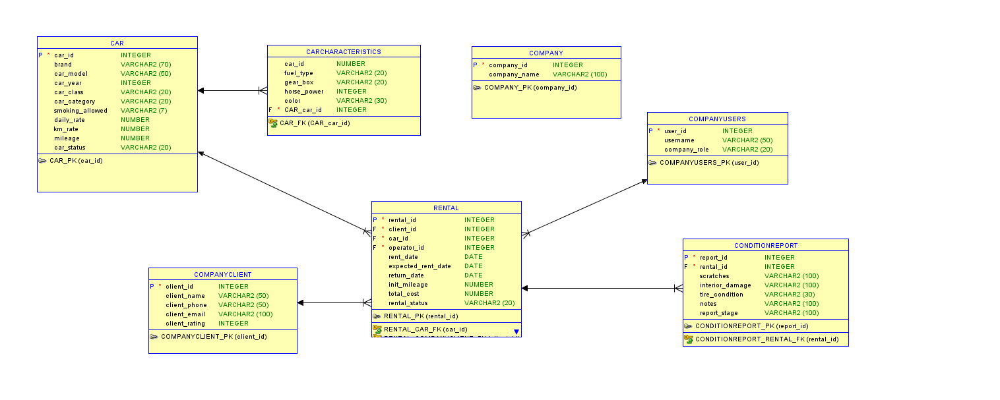 CAR
P * car_id INTEGER
brand VARCHAR2 (70)
car_model VARCHAR2 (50)
car_year INTEGER
car_class VARCHAR2 (20)
car_category VARCHAR2 (20)
smoking_allowed VARCHAR2 (7)
daily_rate NUMBER
km_rate NUMBER
mileage NUMBER
car_status VARCHAR2 (20)
CAR_PK (car_id)
CARCHARACTERISTICS
car_id NUMBER
fuel_type VARCHAR2 (20)
gear_box VARCHAR2 (20)
horse_power INTEGER
color VARCHAR2 (30)
F * CAR_car_id INTEGER
CAR_FK (CAR_car_id)
COMPANY
P * company_id INTEGER
company_name VARCHAR2 (100)
COMPANY_PK (company_id)
COMPANYUSERS
P * user_id INTEGER
username VARCHAR2 (50)
company_role VARCHAR2 (20)
COMPANYUSERS_PK (user_id)
RENTAL
P * rental_id INTEGER
F * client_id INTEGER
F * car_id INTEGER
F * operator_id INTEGER
rent_date DATE
expected_rent_date DATE
return_date DATE
init_mileage NUMBER
total_cost NUMBER
rental_status VARCHAR2 (20)
RENTAL_PK (rental_id)
RENTAL_CAR_FK (car_id)
COMPANYCLIENT
P * client_id INTEGER
client_name VARCHAR2 (50)
client_phone VARCHAR2 (50)
client_email VARCHAR2 (100)
client_rating INTEGER
COMPANYCLIENT_PK (client_id)
CONDITIONREPORT
P * report_id INTEGER
F * rental_id INTEGER
scratches VARCHAR2 (100)
interior_damage VARCHAR2 (100)
tire_condition VARCHAR2 (30)
notes VARCHAR2 (100)
report_stage VARCHAR2 (100)
CONDITIONREPORT_PK (report_id)
CONDITIONREPORT_RENTAL_FK (rental_id)